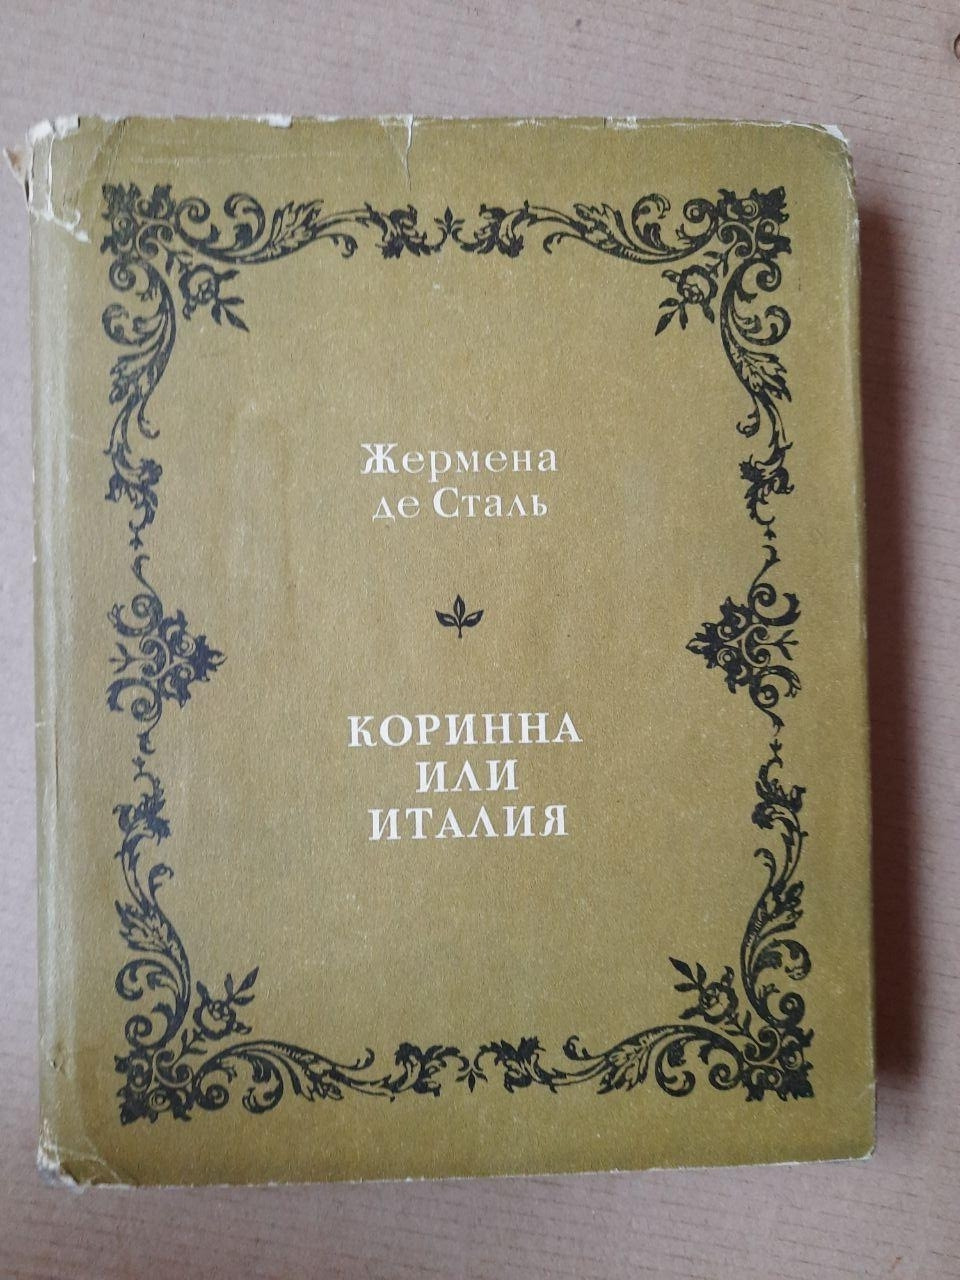 Жермена
де Сталь
КОРИННА
ИЛИ
ИТАЛИЯ